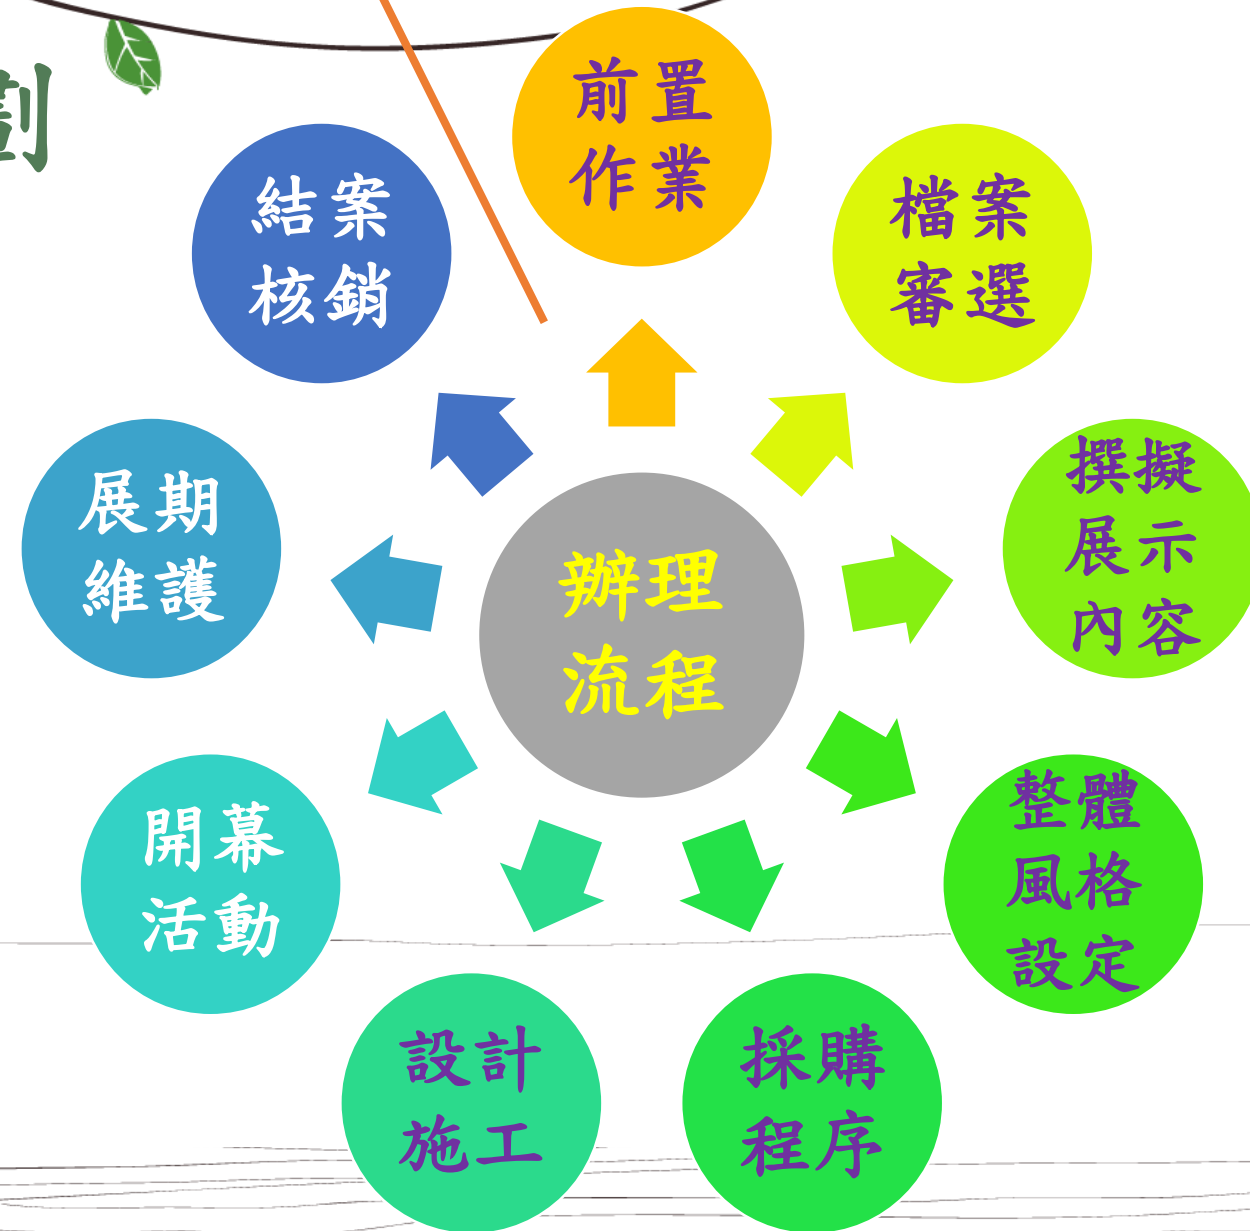 劃
前置
作業
檔案
審選
撰擬
展示
內容
整體
風格
設定
採購
程序
設計
施工
開幕
活動
展期
維護
結案
核銷
辦理
流程